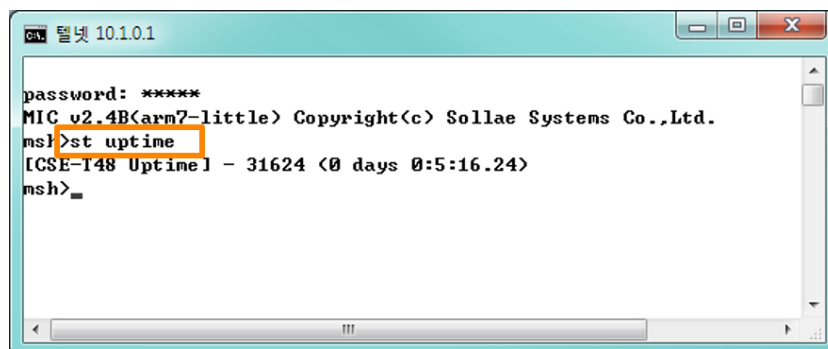 텔넷 10.1.0.1
password: *****
MIC v2.4B(arm7-little) Copyright(c) Sollae Systems Co.,Ltd.
msh>st uptime
[CSE-T48 Uptime] - 31624 (0 days 0:5:16.24)
msh>_